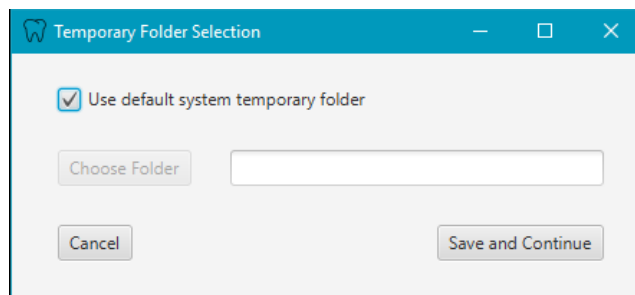 Temporary Folder Selection
Use default system temporary folder
Choose Folder
Cancel
Save and Continue